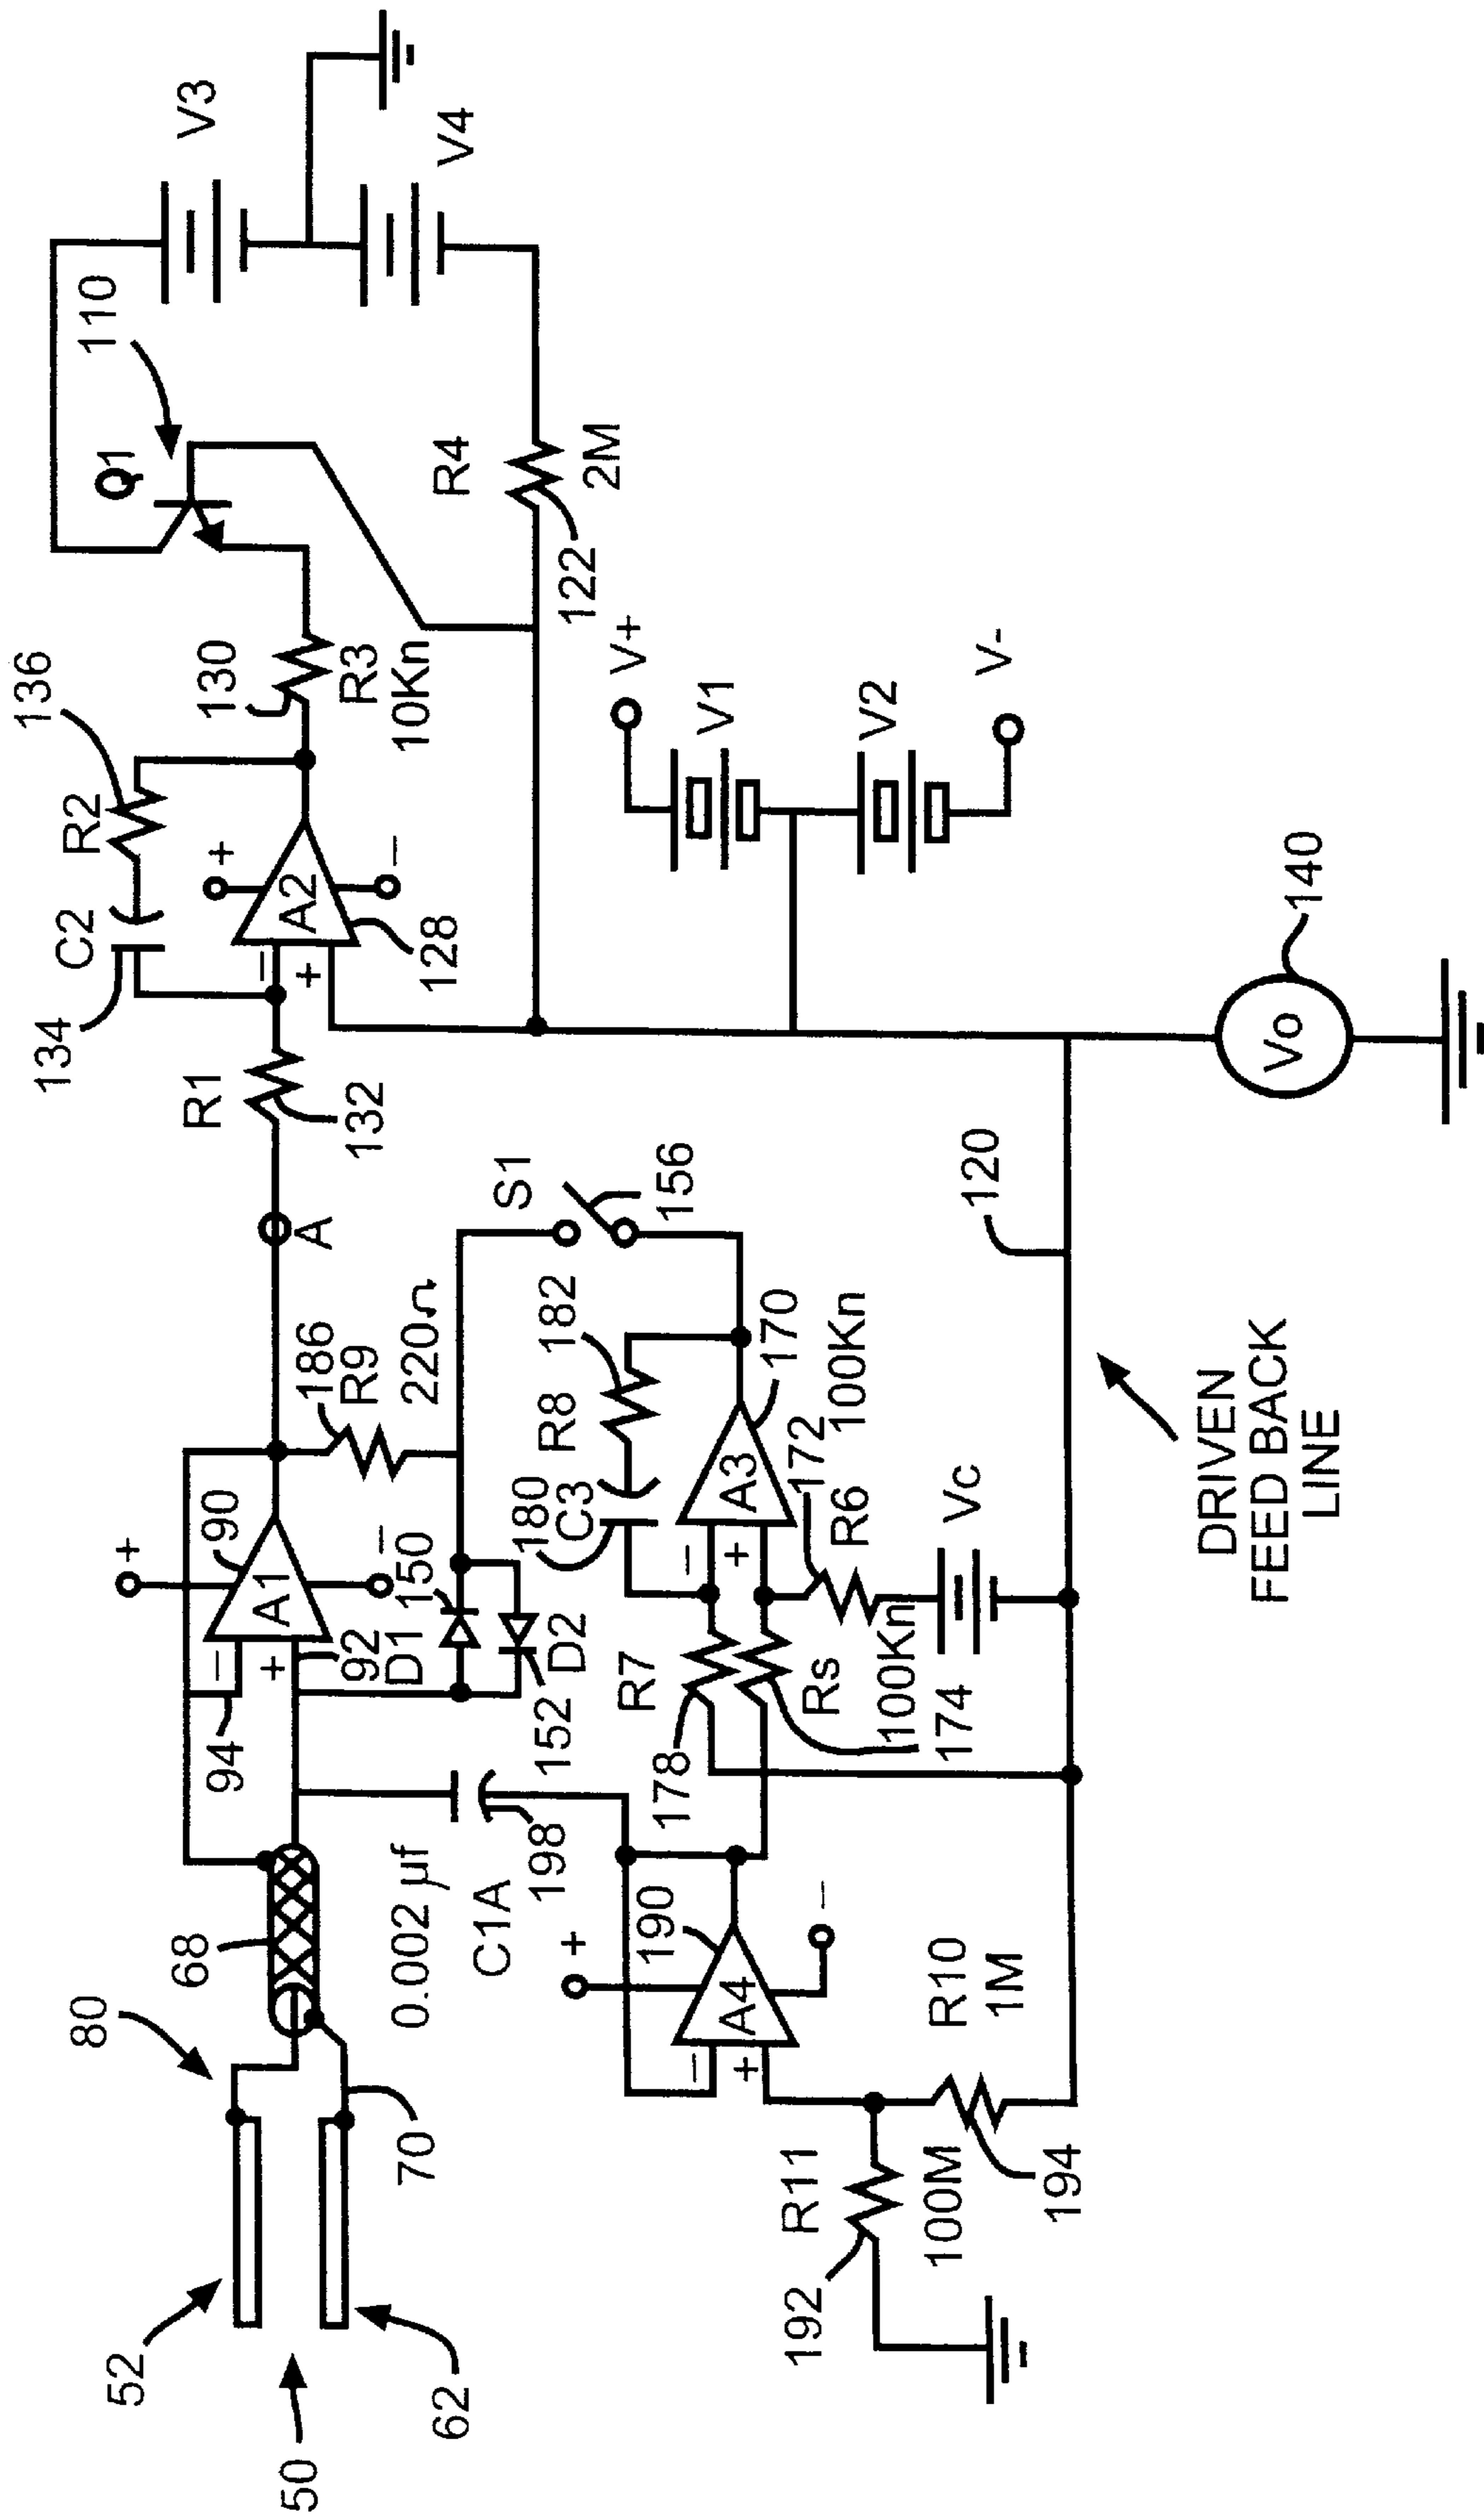 50
52
62
80
68
70
94
A1
90
92
+
−
+
−
A
R1
132
C2
134
R2
136
A2
128
+
−
−
+
R3
130
10Kn
Q1
110
V3
V4
R4
122
2M
V+
V1
V2
V-
186
R9
220Ω
D1
150
D2
152
S1
156
0.002 µf
C1A
198
R8
182
C3
180
A3
170
−
+
R7
178
Rs
100Kn
174
R6
172
100Kn
Vc
A4
190
+
−
−
+
R10
1M
194
R11
192
100M
120
DRIVEN
FEED BACK
LINE
Vo
140